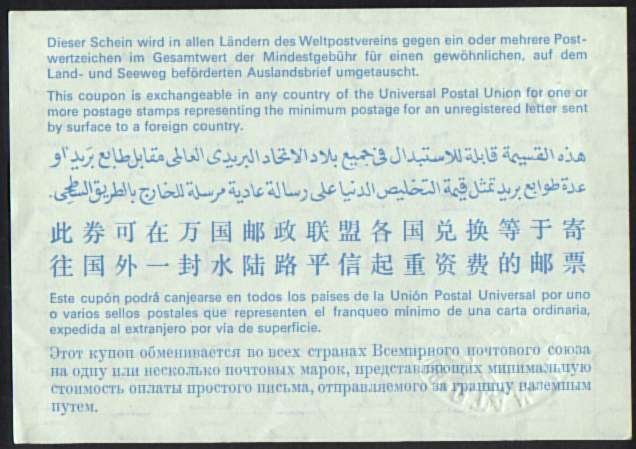 Dieser Schein wird in allen Ländern des Weltpostvereins gegen ein oder mehrere Post-
wertzeichen im Gesamtwert der Mindestgebühr für einen gewöhnlichen, auf dem
Land- und Seeweg beförderten Auslandsbrief umgetauscht.
This coupon is exchangeable in any country of the Universal Postal Union for one or
more postage stamps representing the minimum postage for an unregistered letter sent
by surface to a foreign country.
هذه القسيمة قابلة للاستبدال في جميع بلاد الاتحاد البريدى العالمى مقابل طابع بريد أو
عدة طوابع بريد تمثل قيمة التخليص الدنيا على رسالة عادية مرسلة للخارج بالطريق السطحى.
此券可在万国邮政联盟各国兑换等于寄
往国外一封水陆路平信起重资费的邮票
Este cupón podrá canjearse en todos los países de la Unión Postal Universal por uno
o varios sellos postales que representen el franqueo mínimo de una carta ordinaria,
expedida al extranjero por vía de superficie.
Этот купон обменивается во всех странах Всемирного почтового союза
на одну или несколько почтовых марок, представляющих минимальную
стоимость оплаты простого письма, отправляемого за границу наземным
путем.